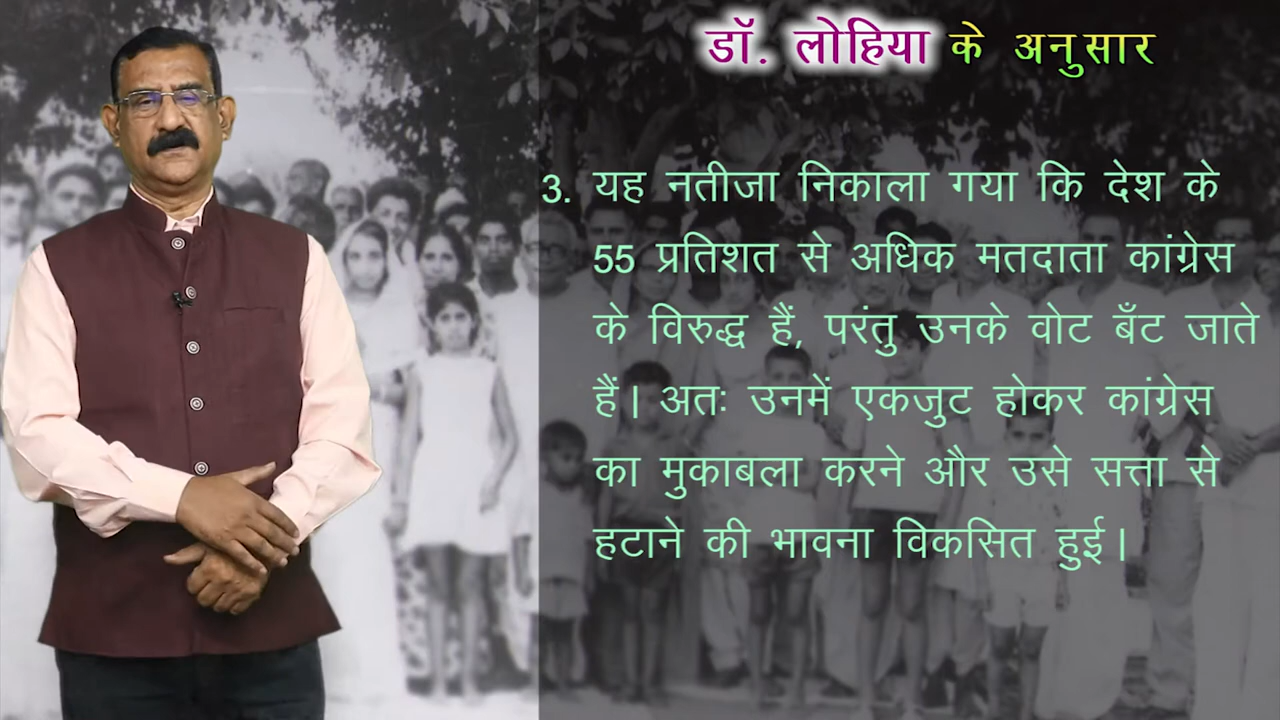 डॉ. लोहिया के अनुसार
3. यह नतीजा निकाला गया कि देश के
55 प्रतिशत से अधिक मतदाता कांग्रेस
के विरुद्ध हैं, परंतु उनके वोट बँट जाते
हैं। अतः उनमें एकजुट होकर कांग्रेस
का मुकाबला करने और उसे सत्ता से
हटाने की भावना विकसित हुई।